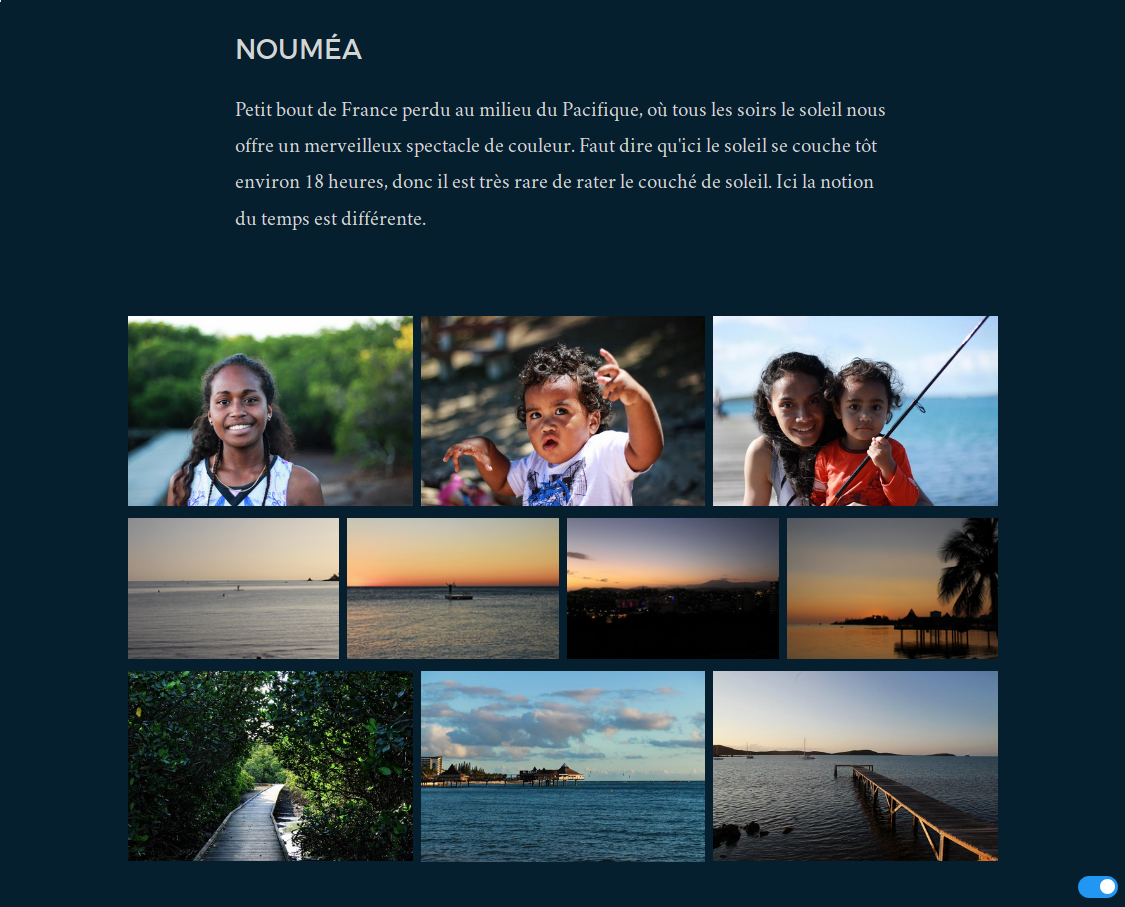 NOUMÉA
Petit bout de France perdu au milieu du Pacifique, où tous les soirs le soleil nous
offre un merveilleux spectacle de couleur. Faut dire qu'ici le soleil se couche tôt
environ 18 heures, donc il est très rare de rater le couché de soleil. Ici la notion
du temps est différente.